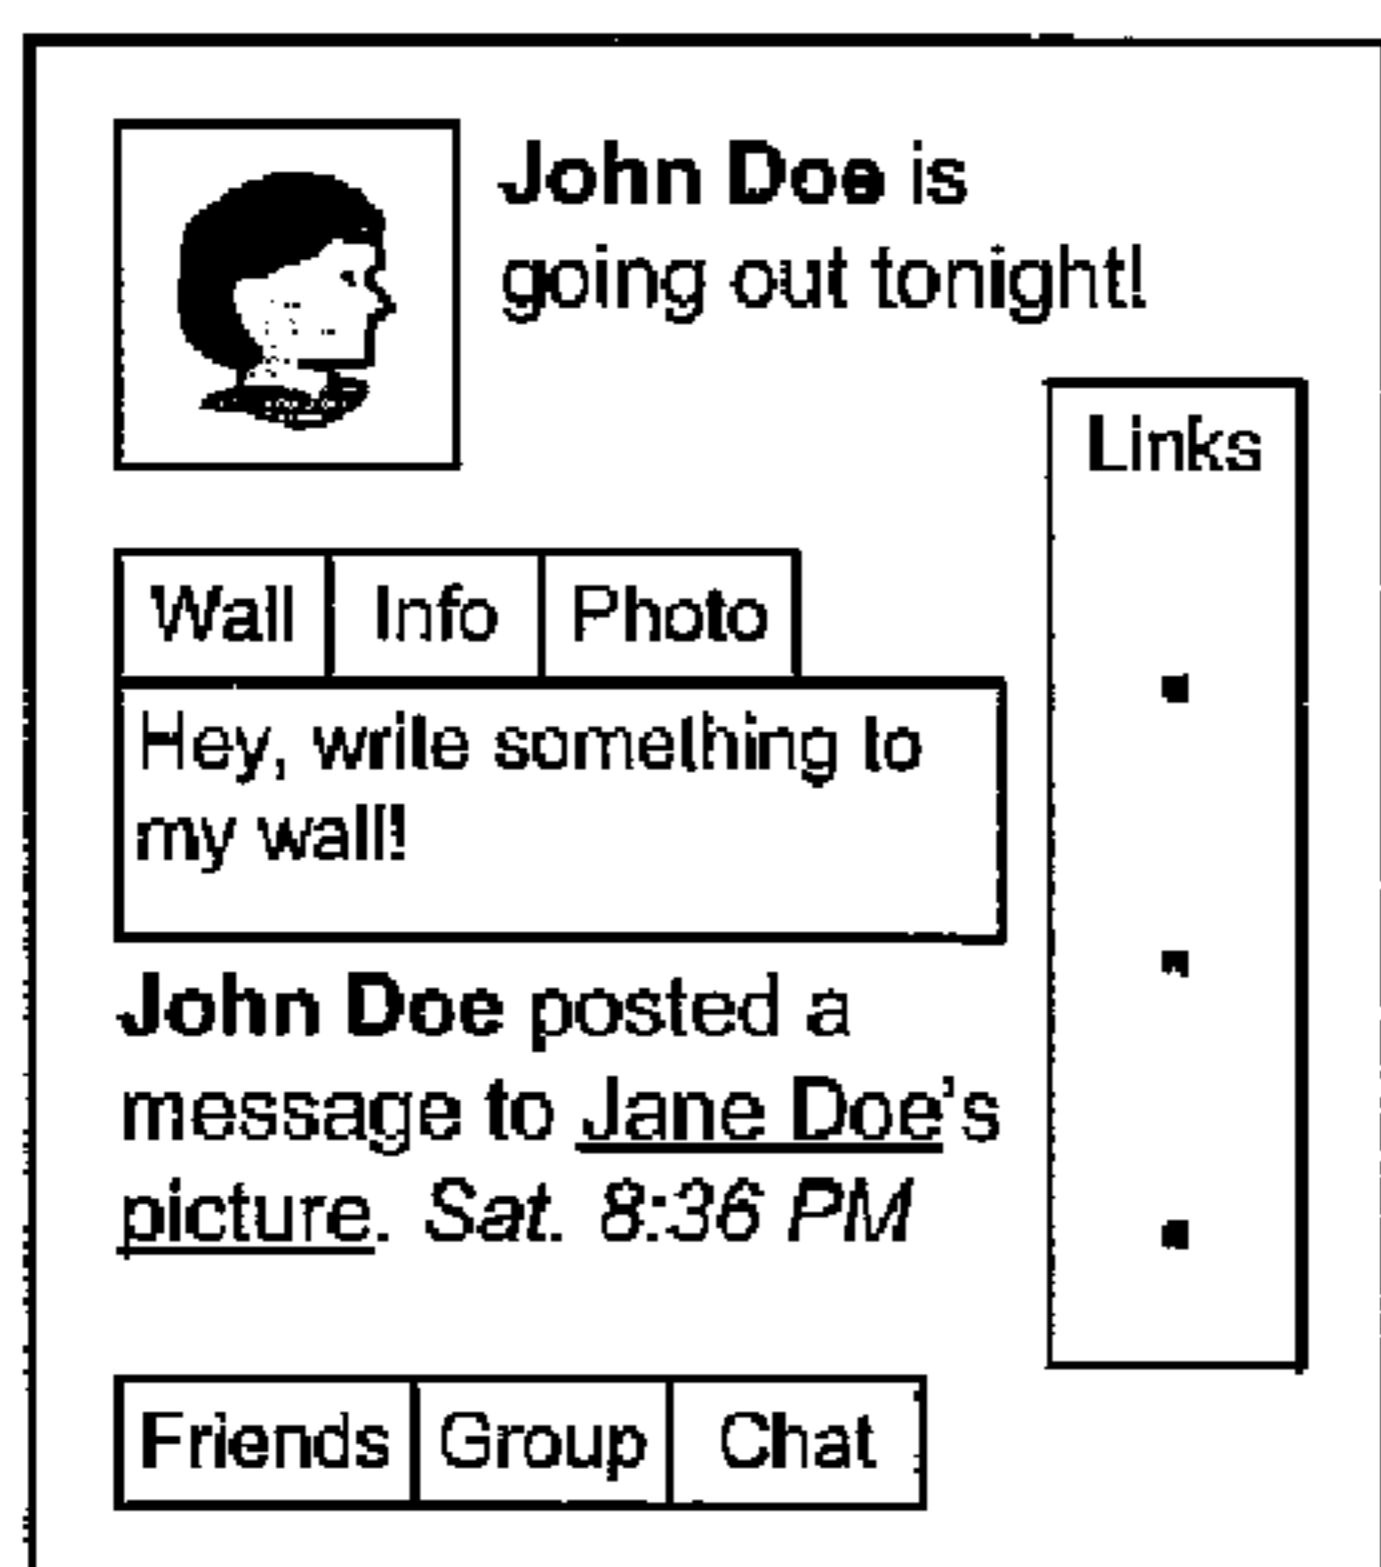 John Doe is
going out tonight!
Links
Wall Info Photo
Hey, write something to
my wall!
John Doe posted a
message to Jane Doe's
picture. Sat. 8:36 PM
Friends Group Chat